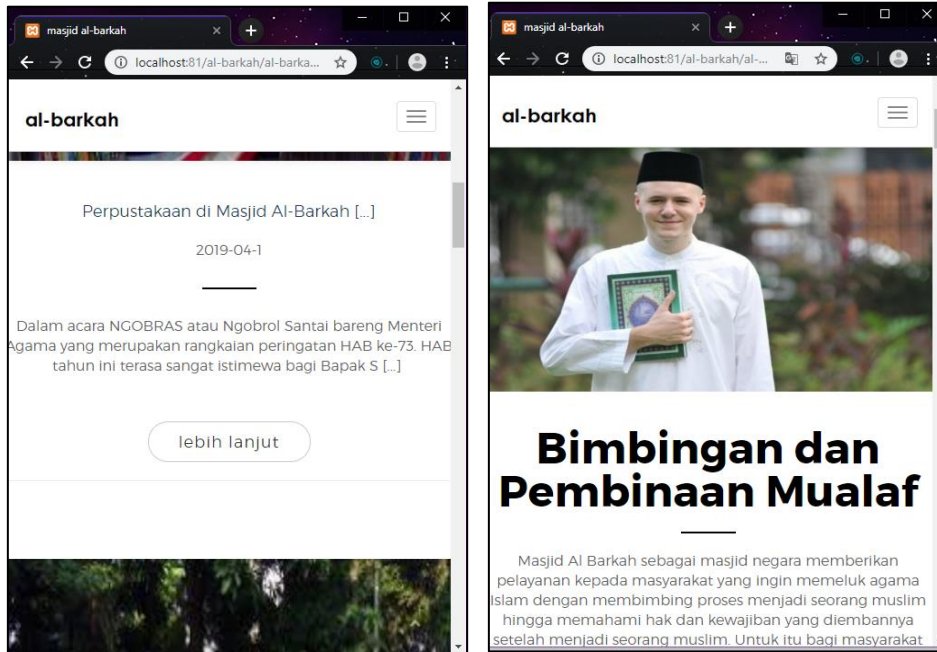 masjid al-barkah
localhost:81/al-barkah/al-barka...
al-barkah
Perpustakaan di Masjid Al-Barkah [...]
2019-04-1
Dalam acara NGOBRAS atau Ngobrol Santai bareng Menteri
Agama yang merupakan rangkaian peringatan HAB ke-73. HAB
tahun ini terasa sangat istimewa bagi Bapak S [...]
lebih lanjut
masjid al-barkah
localhost:81/al-barkah/al-...
al-barkah
Bimbingan dan
Pembinaan Mualaf
Masjid Al Barkah sebagai masjid negara memberikan
pelayanan kepada masyarakat yang ingin memeluk agama
Islam dengan membimbing proses menjadi seorang muslim
hingga memahami hak dan kewajiban yang diembannya
setelah menjadi seorang muslim. Untuk itu bagi masyarakat